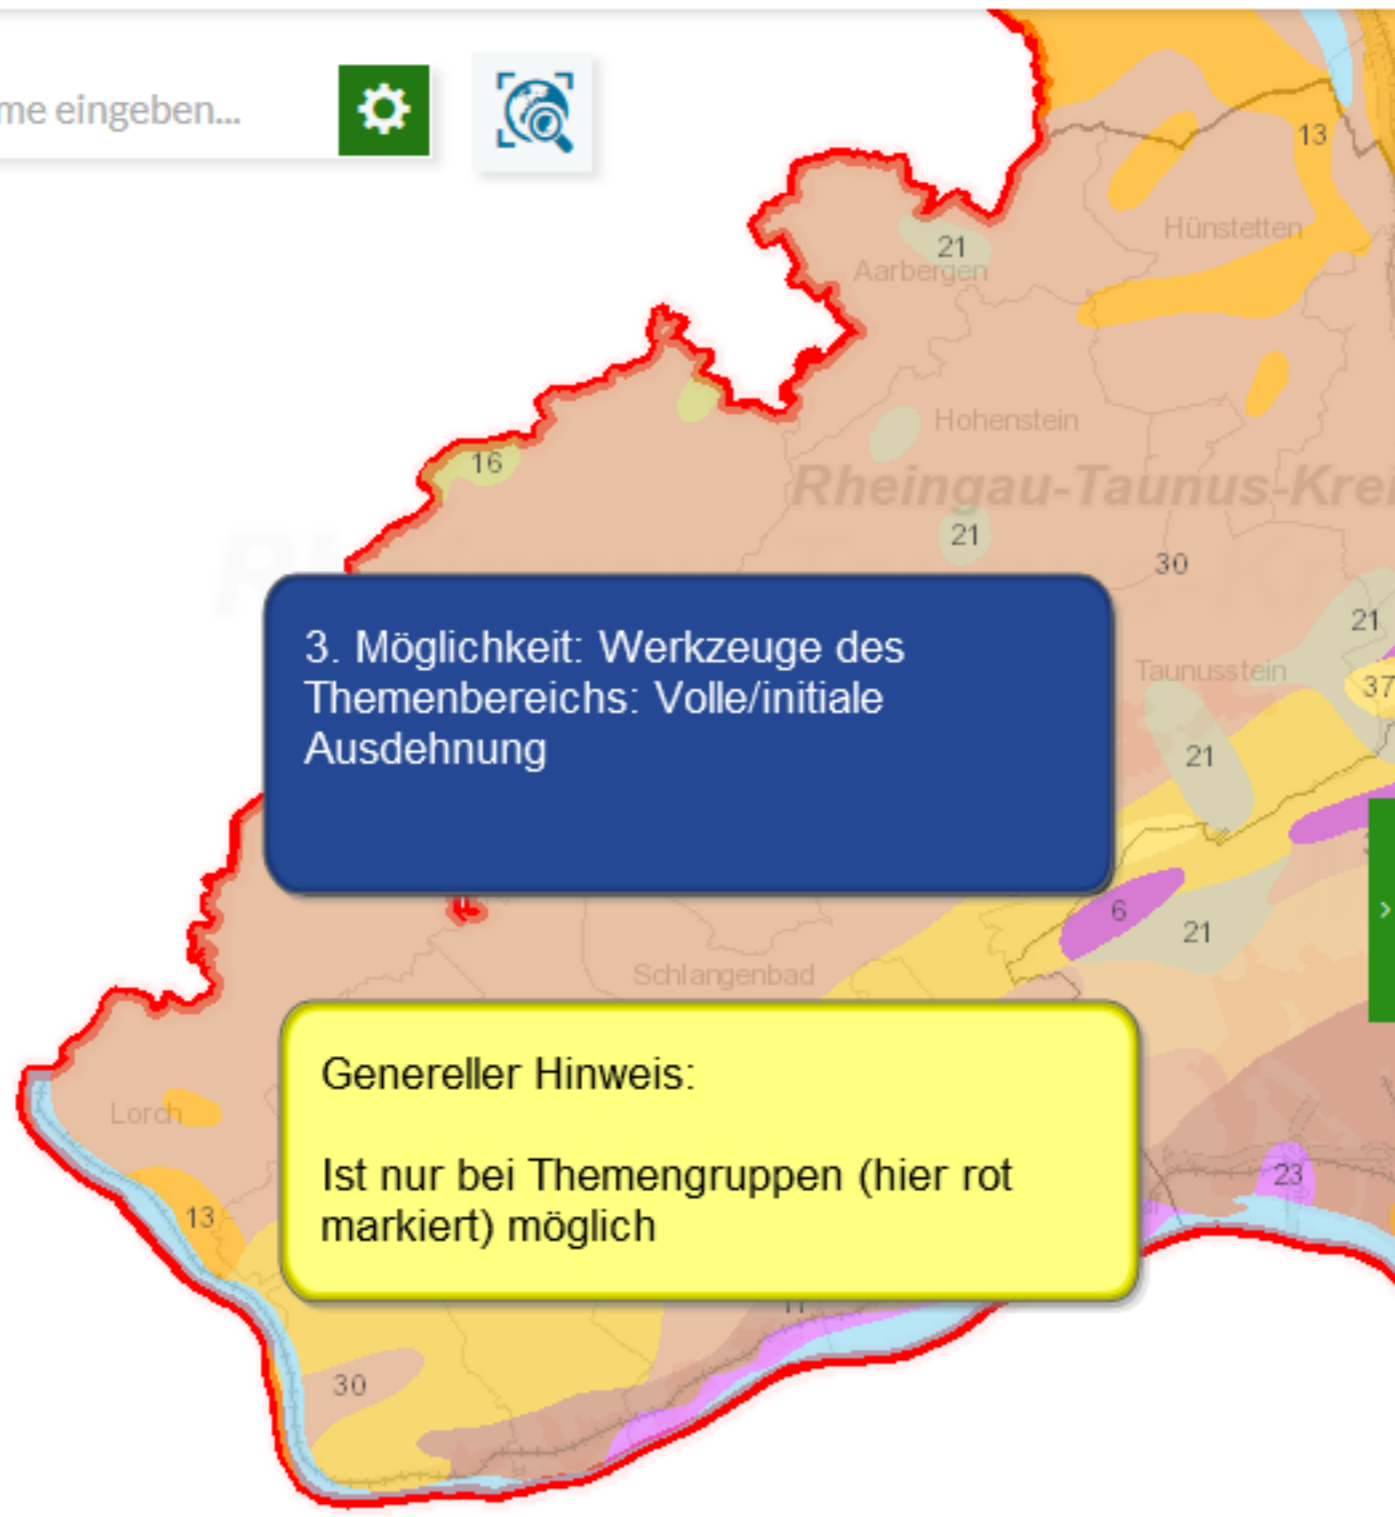 me eingeben...
13
Hünstetten
21
Aarbergen
Hohenstein
16
Rheingau-Taunus-Krei
21
30
21
3. Möglichkeit: Werkzeuge des
Themenbereichs: Volle/initiale
Ausdehnung
Taunusstein
37
21
6
21
Schlangenbad
Genereller Hinweis:
Ist nur bei Themengruppen (hier rot
markiert) möglich
Lorch
23
13
30